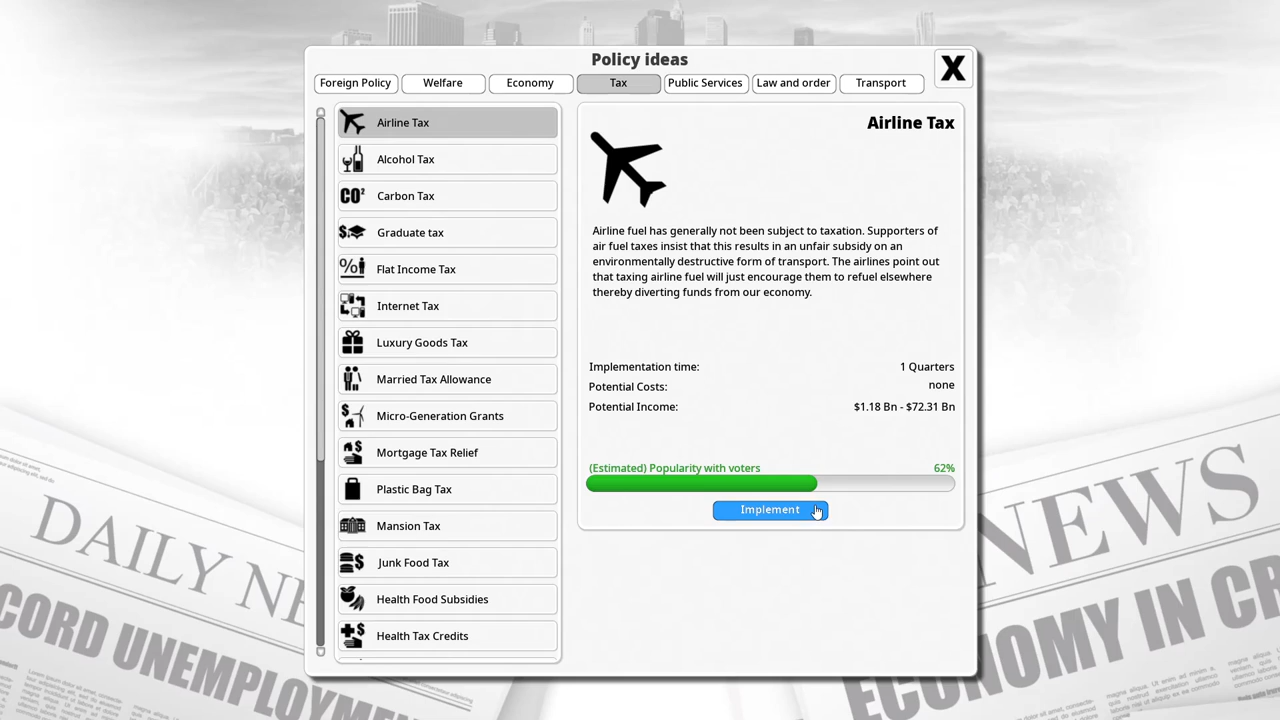 Policy ideas
X
Foreign Policy
Welfare
Economy
Tax
Public Services
Law and order
Transport
Airline Tax
Alcohol Tax
CO² Carbon Tax
Graduate tax
Flat Income Tax
Internet Tax
Luxury Goods Tax
Married Tax Allowance
Micro-Generation Grants
Mortgage Tax Relief
Plastic Bag Tax
Mansion Tax
Junk Food Tax
Health Food Subsidies
Health Tax Credits
Airline Tax
Airline fuel has generally not been subject to taxation. Supporters of
air fuel taxes insist that this results in an unfair subsidy on an
environmentally destructive form of transport. The airlines point out
that taxing airline fuel will just encourage them to refuel elsewhere
thereby diverting funds from our economy.
Implementation time: 1 Quarters
Potential Costs: none
Potential Income: $1.18 Bn - $72.31 Bn
(Estimated) Popularity with voters 62%
Implement
DAILY NE
CORD UNEMPLOYM
NEWS
ECONOMY IN CR